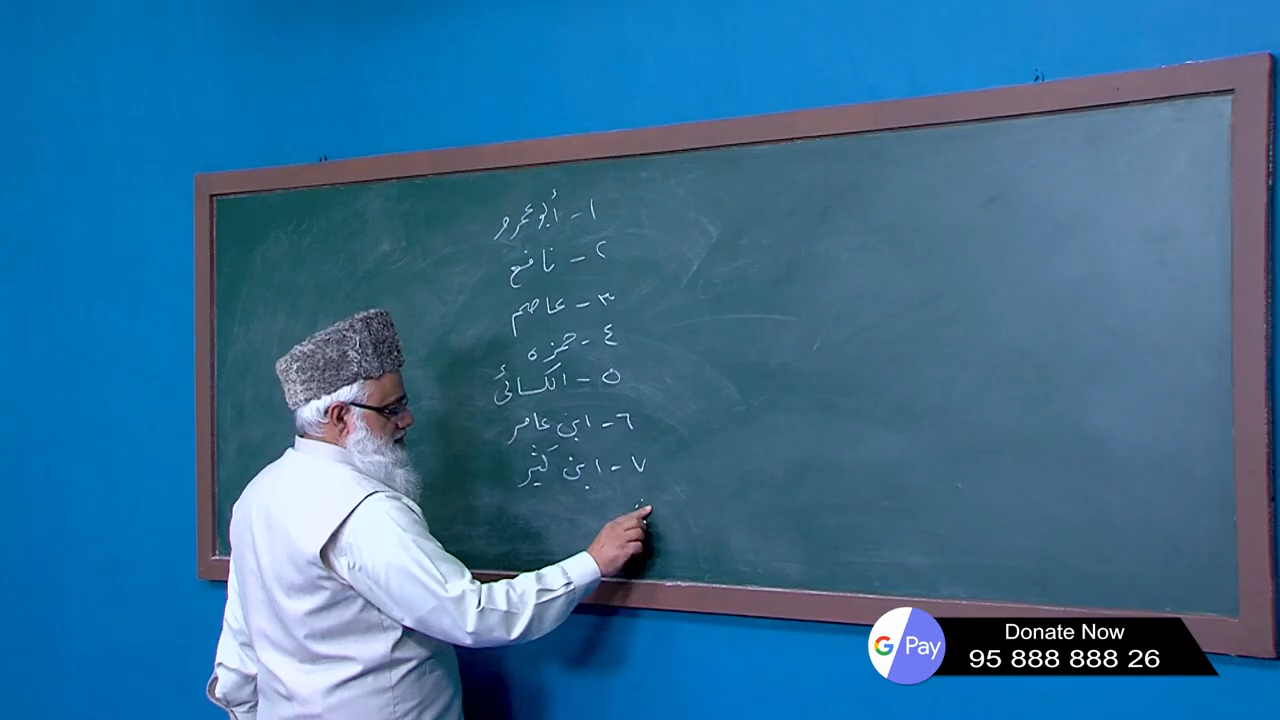 ١- أبو عمرو
٢- نافع
٣- عاصم
٤- حمزه
٥- الكسائي
٦- ابن عامر
٧- ابن كثير
G Pay
Donate Now
95 888 888 26